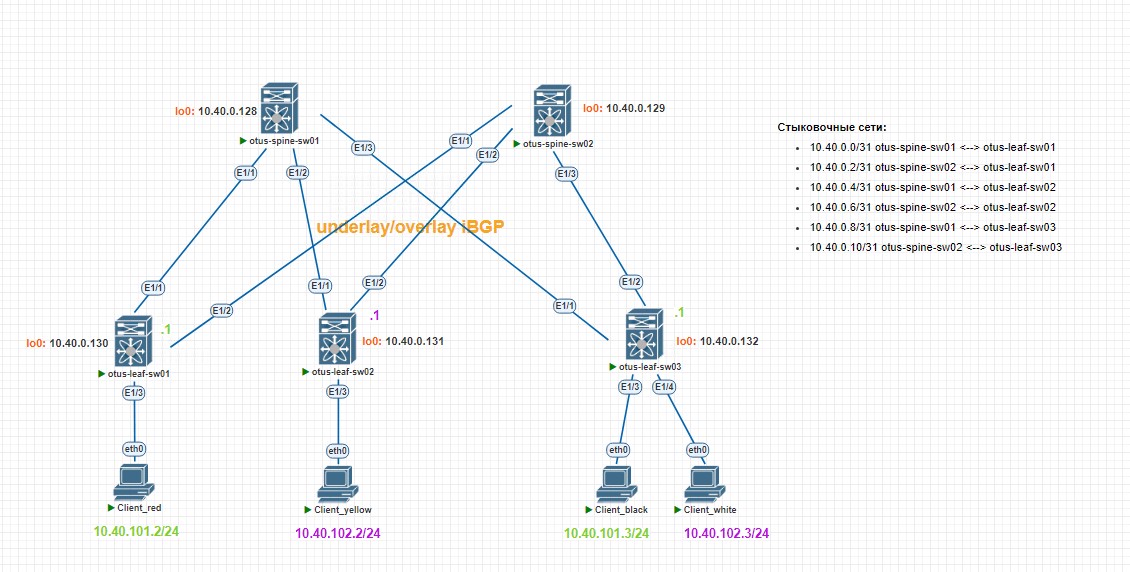 lo0: 10.40.0.128
otus-spine-sw01
lo0: 10.40.0.129
otus-spine-sw02
Стыковочные сети:
10.40.0.0/31 otus-spine-sw01 <--> otus-leaf-sw01
10.40.0.2/31 otus-spine-sw02 <--> otus-leaf-sw01
10.40.0.4/31 otus-spine-sw01 <--> otus-leaf-sw02
10.40.0.6/31 otus-spine-sw02 <--> otus-leaf-sw02
10.40.0.8/31 otus-spine-sw01 <--> otus-leaf-sw03
10.40.0.10/31 otus-spine-sw02 <--> otus-leaf-sw03
E1/1
E1/2
E1/3
E1/1
E1/2
E1/3
underlay/overlay iBGP
E1/1
E1/2
E1/1
E1/2
E1/1
E1/2
.1
lo0: 10.40.0.130
otus-leaf-sw01
.1
lo0: 10.40.0.131
otus-leaf-sw02
.1
lo0: 10.40.0.132
otus-leaf-sw03
E1/3
E1/3
E1/3
E1/4
eth0
eth0
eth0
eth0
Client_red
Client_yellow
Client_black
Client_white
10.40.101.2/24
10.40.102.2/24
10.40.101.3/24
10.40.102.3/24